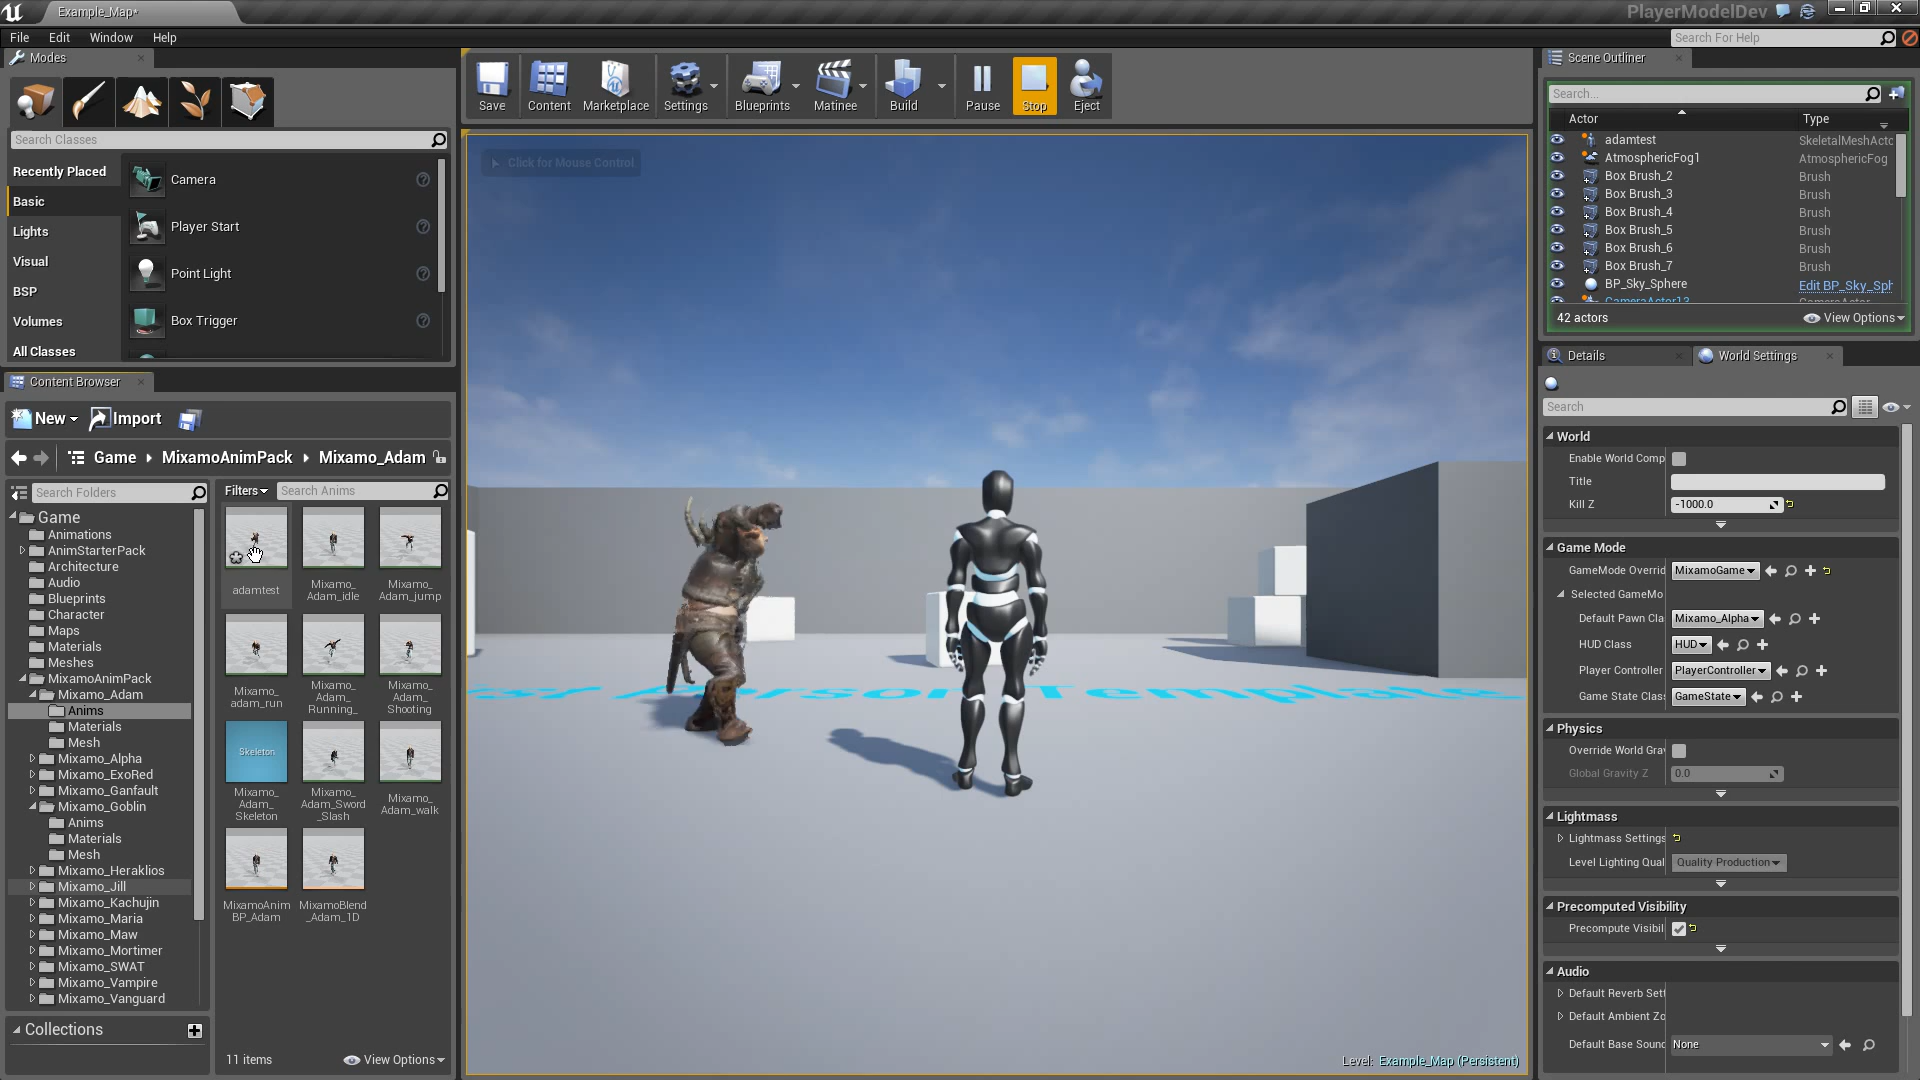 Example_Map*
PlayerModelDev
File Edit Window Help
Search For Help
Modes
Search Classes
Recently Placed
Basic
Lights
Visual
BSP
Volumes
All Classes
Camera
Player Start
Point Light
Box Trigger
Save Content Marketplace Settings Blueprints Matinee Build Pause Stop Eject
Click for Mouse Control
Level: Example_Map (Persistent)
Content Browser
New Import
Game MixamoAnimPack Mixamo_Adam
Search Folders
Game
Animations
AnimStarterPack
Architecture
Audio
Blueprints
Character
Maps
Materials
Meshes
MixamoAnimPack
Mixamo_Adam
Anims
Materials
Mesh
Mixamo_Alpha
Mixamo_ExoRed
Mixamo_Ganfault
Mixamo_Goblin
Anims
Materials
Mesh
Mixamo_Heraklios
Mixamo_Jill
Mixamo_Kachujin
Mixamo_Maria
Mixamo_Maw
Mixamo_Mortimer
Mixamo_SWAT
Mixamo_Vampire
Mixamo_Vanguard
Collections
Filters Search Anims
adamtest
Mixamo_
Adam_idle
Mixamo_
Adam_jump
Mixamo_
adam_run
Mixamo_
Adam_
Running_
Mixamo_
Adam_
Shooting
Skeleton
Mixamo_
Adam_
Skeleton
Mixamo_
Adam_Sword
_Slash
Mixamo_
Adam_walk
MixamoAnim
BP_Adam
MixamoBlend
_Adam_1D
11 items View Options
Scene Outliner
Search...
Actor Type
adamtest SkeletalMeshActo
AtmosphericFog1 AtmosphericFog
Box Brush_2 Brush
Box Brush_3 Brush
Box Brush_4 Brush
Box Brush_5 Brush
Box Brush_6 Brush
Box Brush_7 Brush
BP_Sky_Sphere Edit BP_Sky_Sph
42 actors View Options
Details World Settings
Search
World
Enable World Comp
Title
Kill Z -1000.0
Game Mode
GameMode Overrid MixamoGame
Selected GameMo
Default Pawn Cla Mixamo_Alpha
HUD Class HUD
Player Controller PlayerController
Game State Clas GameState
Physics
Override World Gra
Global Gravity Z 0.0
Lightmass
Lightmass Settings
Level Lighting Qual Quality Production
Precomputed Visibility
Precompute Visibil
Audio
Default Reverb Sett
Default Ambient Zo
Default Base Sound None
Person Template